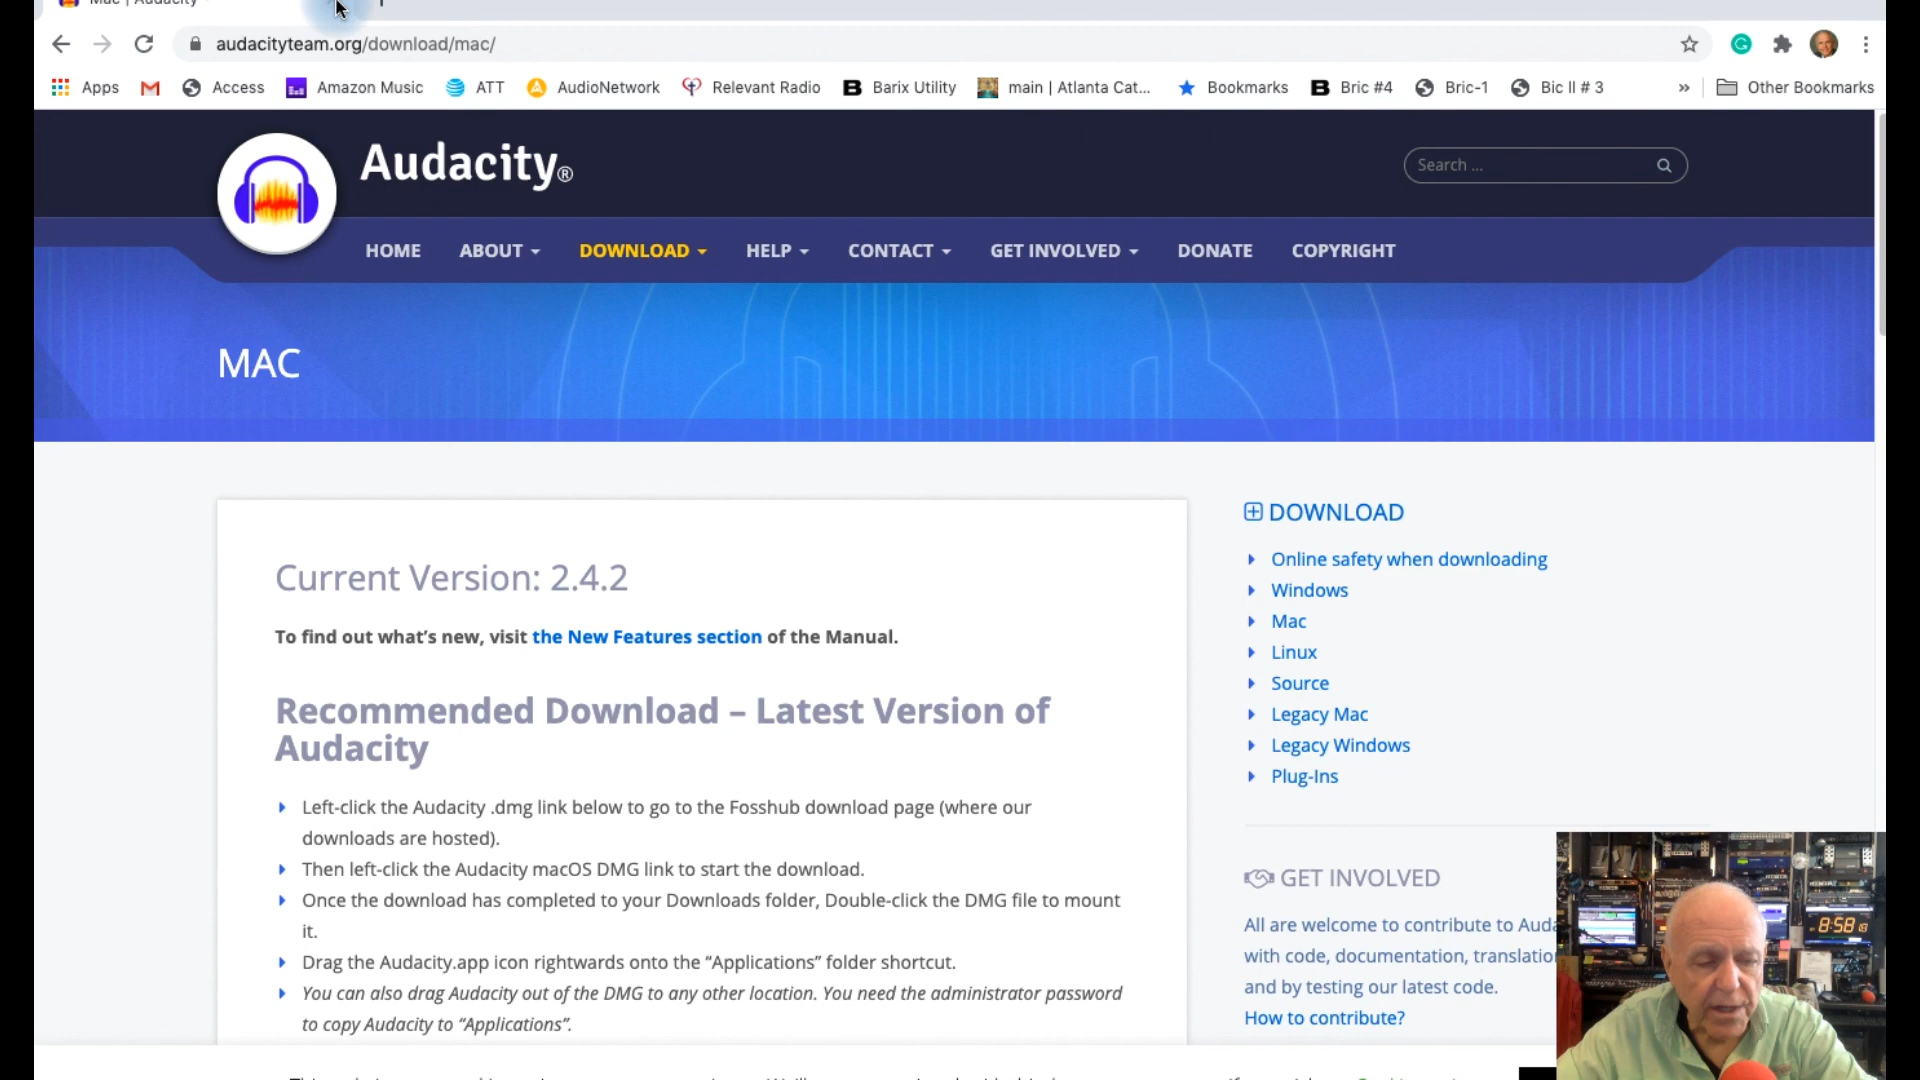 Mac | Audacity
audacityteam.org/download/mac/
Apps Access Amazon Music ATT AudioNetwork Relevant Radio Barix Utility main | Atlanta Cat... Bookmarks Bric #4 Bric-1 Bic II # 3 » Other Bookmarks
Audacity®
Search ...
HOME ABOUT DOWNLOAD HELP CONTACT GET INVOLVED DONATE COPYRIGHT
MAC
Current Version: 2.4.2
To find out what's new, visit the New Features section of the Manual.
Recommended Download – Latest Version of
Audacity
Left-click the Audacity .dmg link below to go to the Fosshub download page (where our
downloads are hosted).
Then left-click the Audacity macOS DMG link to start the download.
Once the download has completed to your Downloads folder, Double-click the DMG file to mount
it.
Drag the Audacity.app icon rightwards onto the “Applications” folder shortcut.
You can also drag Audacity out of the DMG to any other location. You need the administrator password
to copy Audacity to “Applications”.
DOWNLOAD
Online safety when downloading
Windows
Mac
Linux
Source
Legacy Mac
Legacy Windows
Plug-Ins
GET INVOLVED
All are welcome to contribute to Auda
with code, documentation, translatio
and by testing our latest code.
How to contribute?
8:58